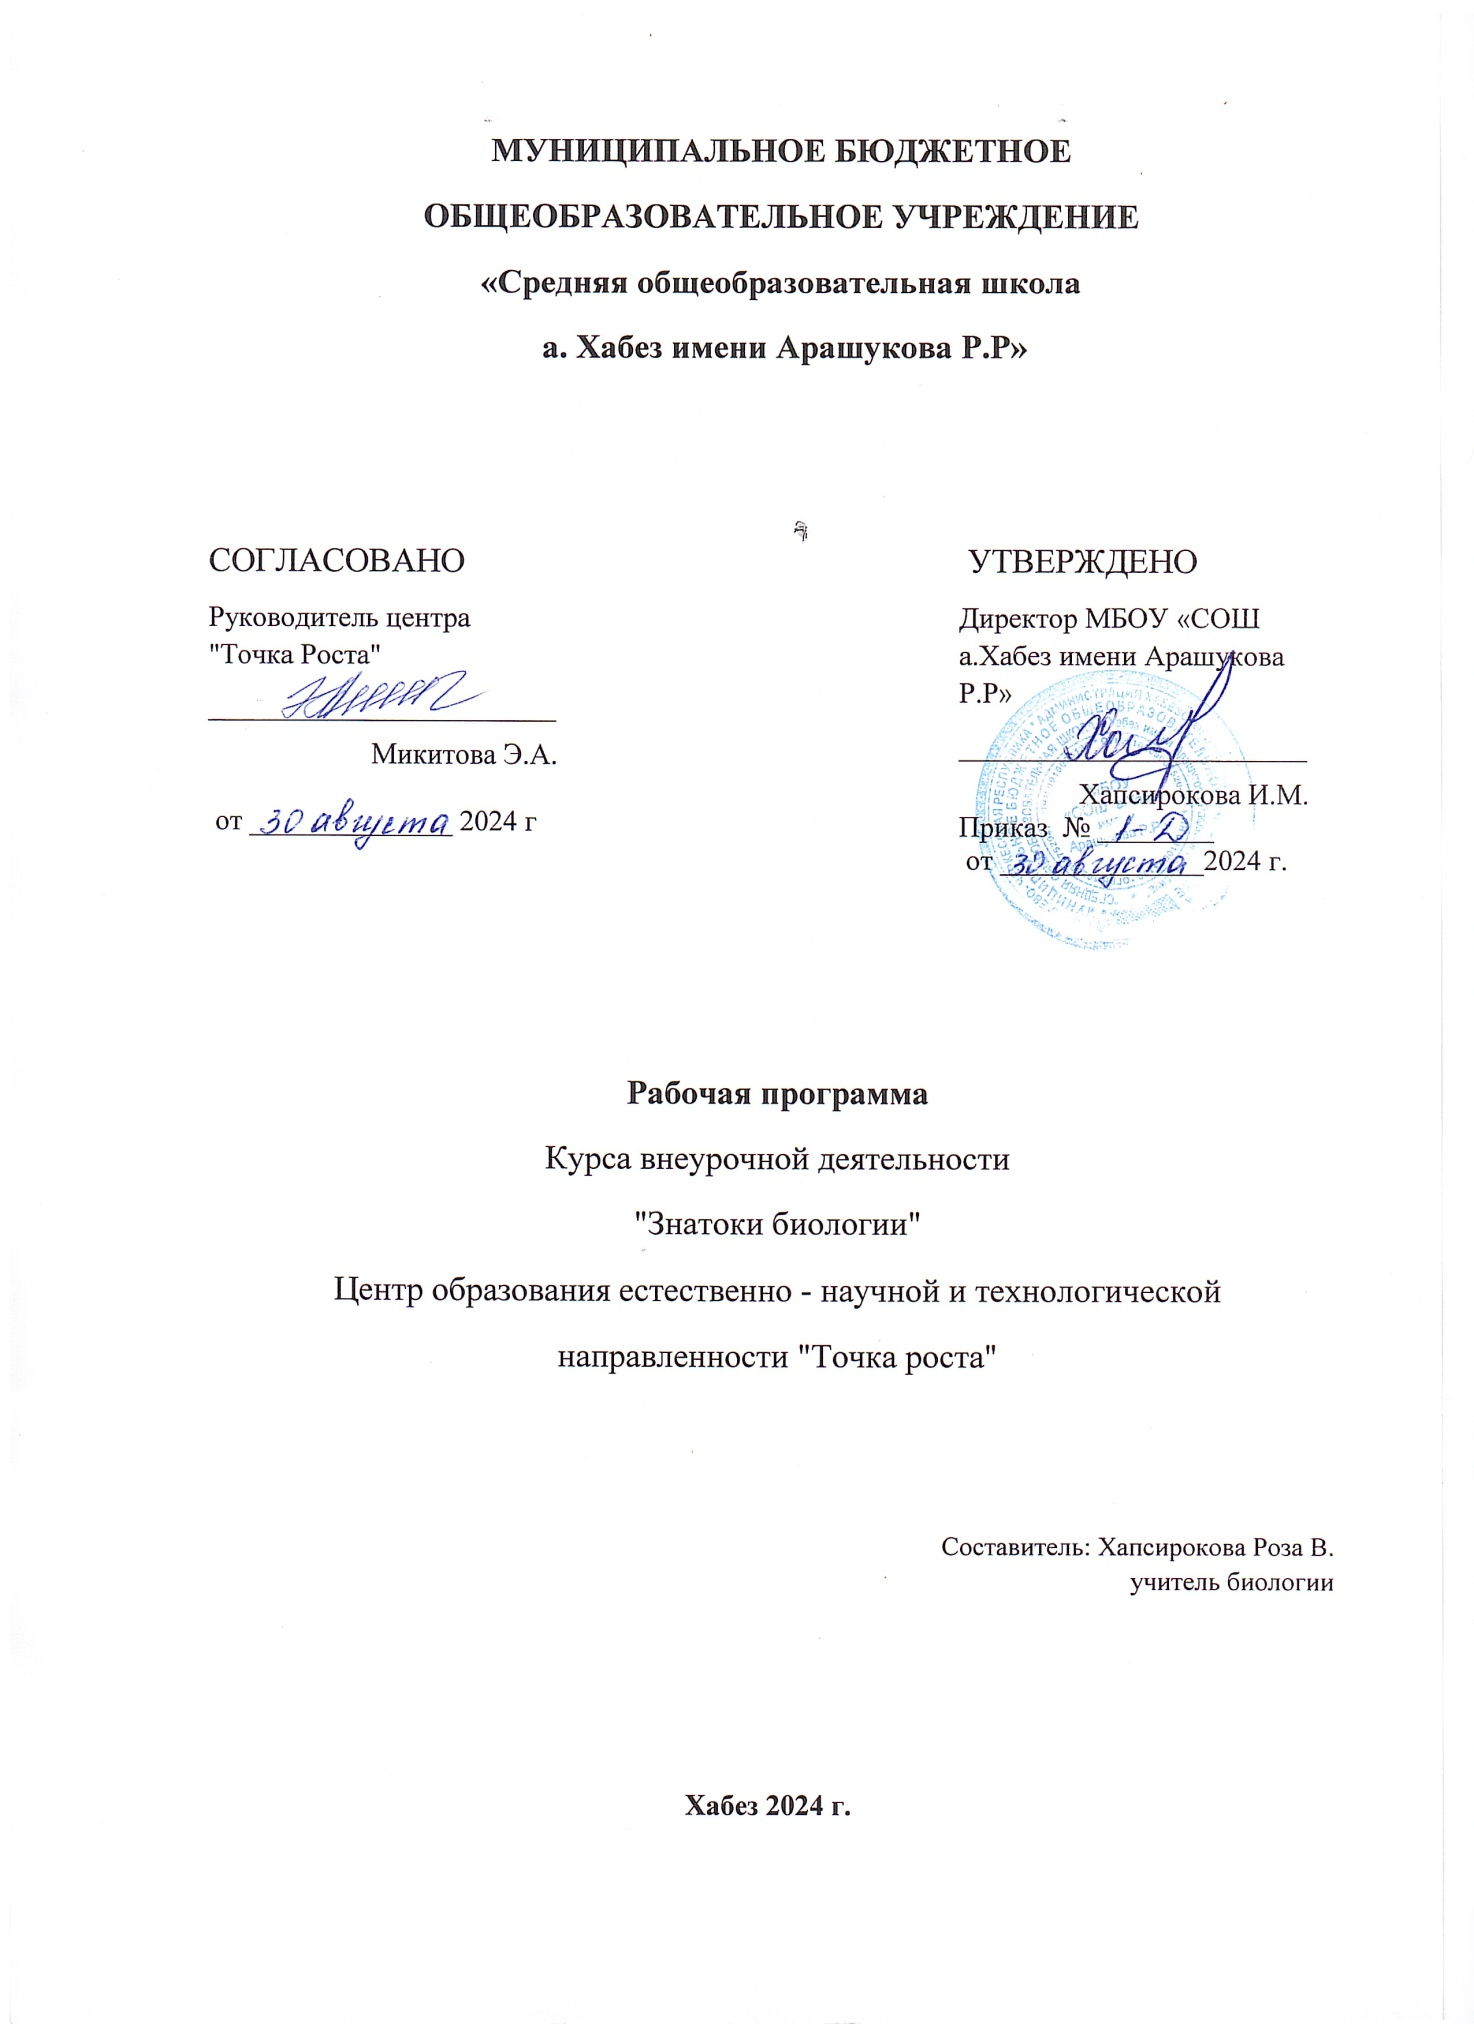 МУНИЦИПАЛЬНОЕ БЮДЖЕТНОЕ
ОБЩЕОБРАЗОВАТЕЛЬНОЕ УЧРЕЖДЕНИЕ
«Средняя общеобразовательная школа
а. Хабез имени Арашукова Р.Р»
СОГЛАСОВАНО
Руководитель центра
"Точка Роста"
Микитова Э.А.
от 30 августа 2024 г
УТВЕРЖДЕНО
Директор МБОУ «СОШ
а.Хабез имени Арашукова
Р.Р»
Хапсирокова И.М.
Приказ № 1-Д
от 30 августа 2024 г.
Рабочая программа
Курса внеурочной деятельности
"Знатоки биологии"
Центр образования естественно - научной и технологической
направленности "Точка роста"
Составитель: Хапсирокова Роза В.
учитель биологии
Хабез 2024 г.